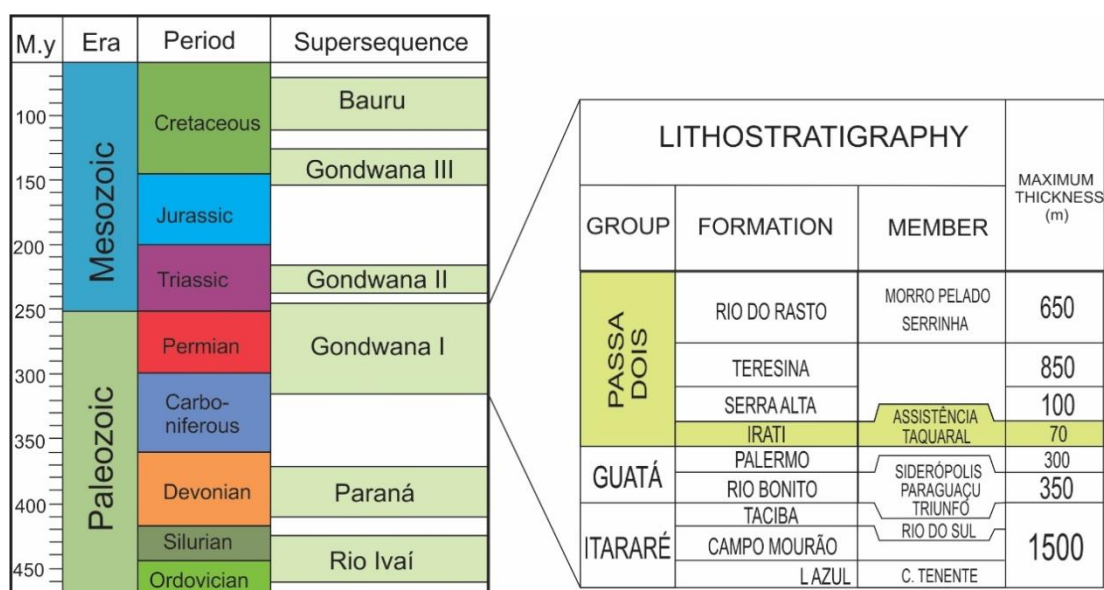 M.y Era Period Supersequence
100
150
200
250
300
350
400
450
Mesozoic
Paleozoic
Cretaceous
Jurassic
Triassic
Permian
Carbo-
niferous
Devonian
Silurian
Ordovician
Bauru
Gondwana III
Gondwana II
Gondwana I
Paraná
Rio Ivaí
LITHOSTRATIGRAPHY
MAXIMUM
THICKNESS
(m)
GROUP FORMATION MEMBER
PASSA
DOIS
RIO DO RASTO
MORRO PELADO
SERRINHA
650
TERESINA 850
SERRA ALTA 100
ASSISTÊNCIA
IRATI TAQUARAL 70
GUATÁ
PALERMO 300
SIDERÓPOLIS
RIO BONITO PARAGUAÇU 350
TRIUNFO
ITARARÉ
TACIBA
RIO DO SUL
CAMPO MOURÃO
1500
L AZUL C. TENENTE